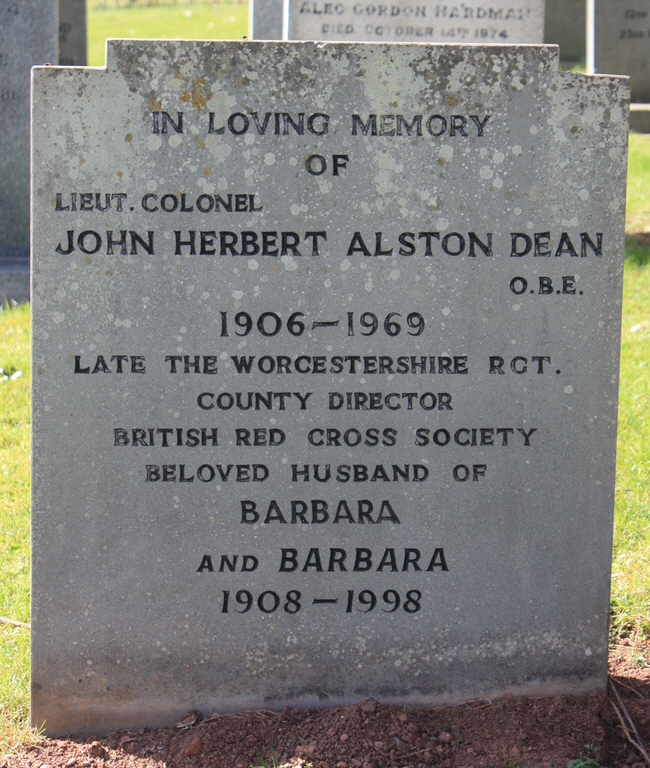 ALEC GORDON HARDMAN
DIED OCTOBER 14TH 1974
IN LOVING MEMORY
OF
LIEUT. COLONEL
JOHN HERBERT ALSTON DEAN
O.B.E.
1906–1969
LATE THE WORCESTERSHIRE RGT.
COUNTY DIRECTOR
BRITISH RED CROSS SOCIETY
BELOVED HUSBAND OF
BARBARA
AND BARBARA
1908–1998